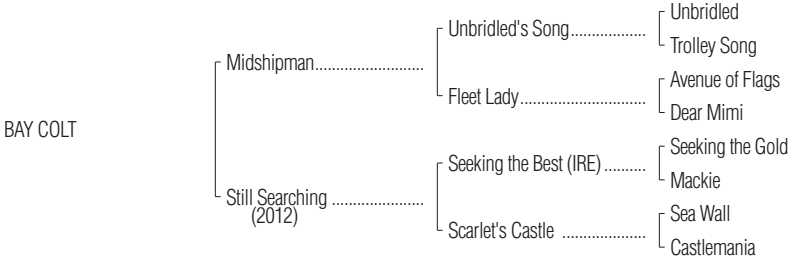 Unbridled
Unbridled's Song..................
Trolley Song
Midshipman..........................
Avenue of Flags
Fleet Lady..............................
Dear Mimi
BAY COLT
Seeking the Gold
Seeking the Best (IRE) ..........
Mackie
Still Searching ......................
(2012)
Sea Wall
Scarlet's Castle ....................
Castlemania